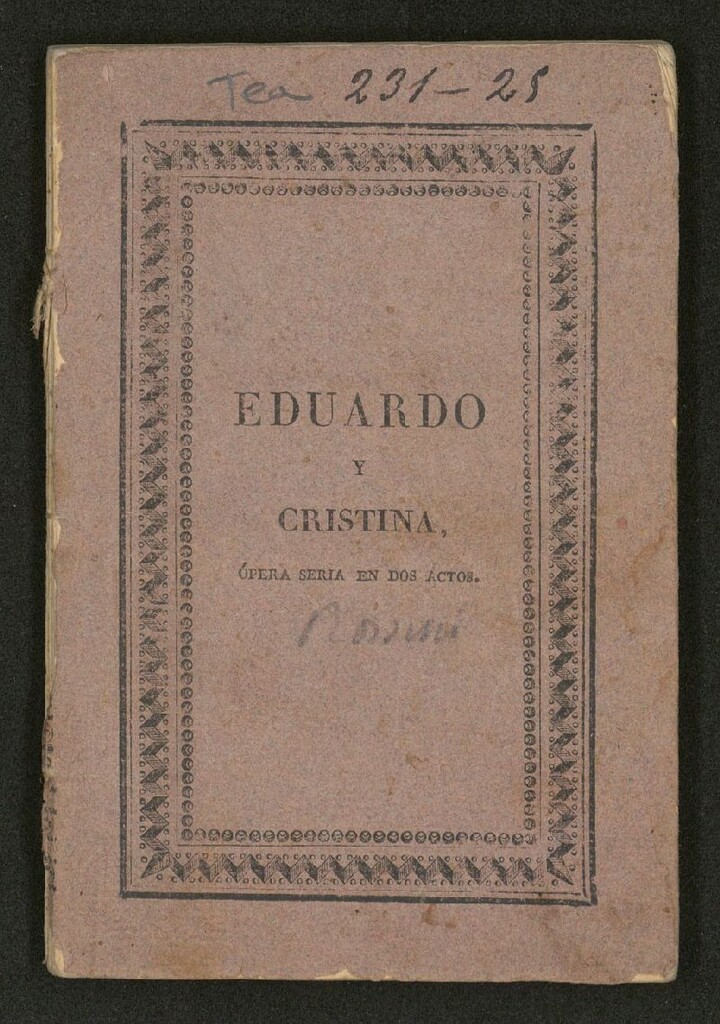 Tea 231-25
EDUARDO
Y
CRISTINA,
ÓPERA SERIA EN DOS ACTOS.
Rossini